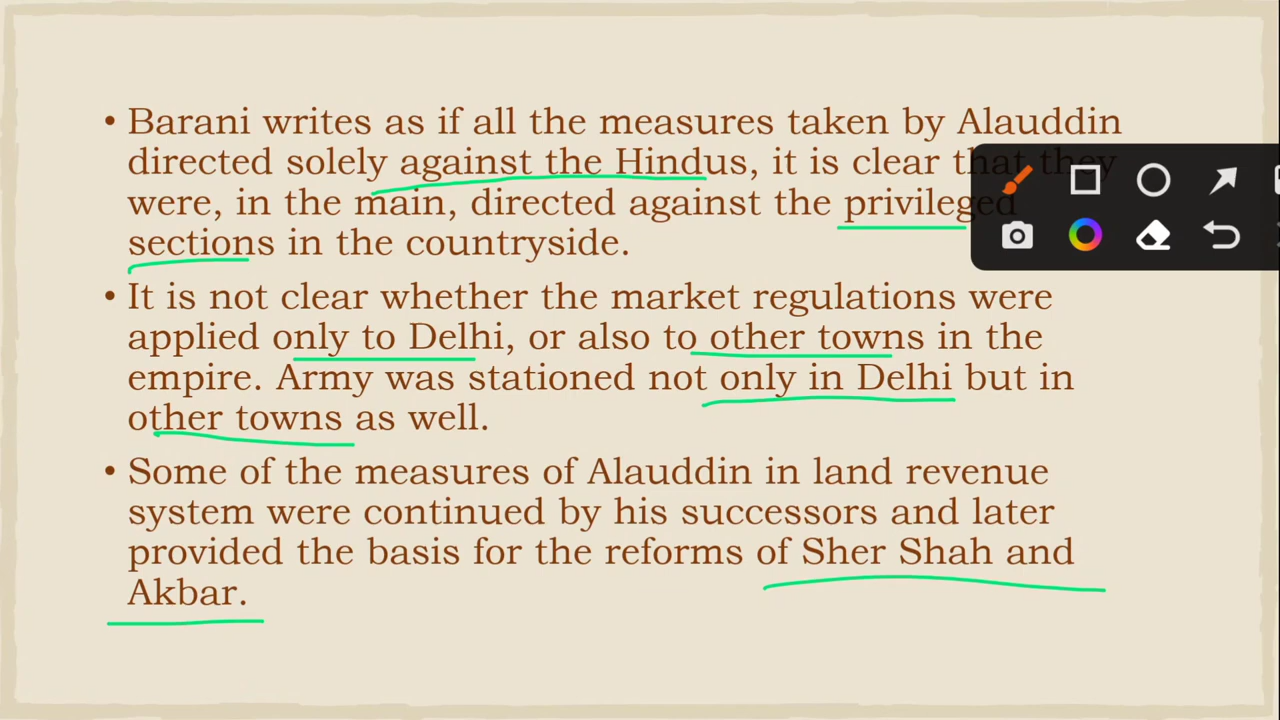 • Barani writes as if all the measures taken by Alauddin
directed solely against the Hindus, it is clear that they
were, in the main, directed against the privileged
sections in the countryside.
• It is not clear whether the market regulations were
applied only to Delhi, or also to other towns in the
empire. Army was stationed not only in Delhi but in
other towns as well.
• Some of the measures of Alauddin in land revenue
system were continued by his successors and later
provided the basis for the reforms of Sher Shah and
Akbar.